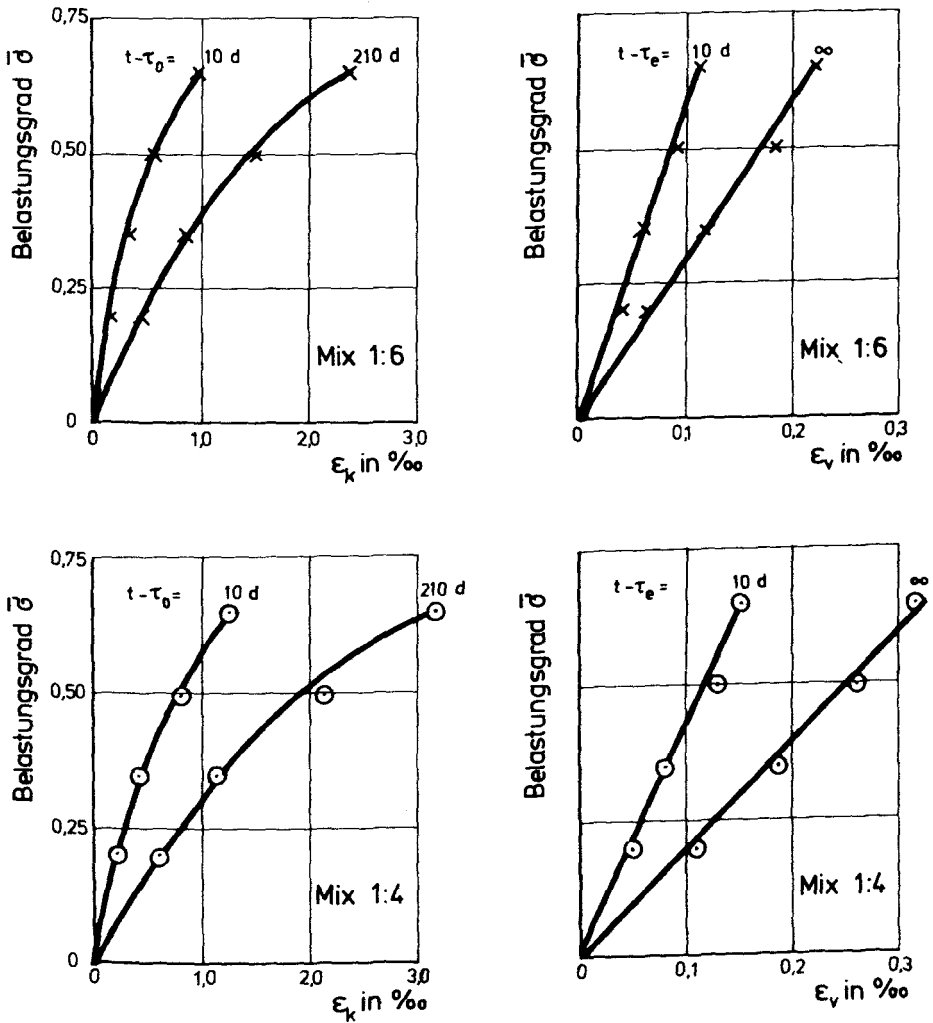 0,75
Belastungsgrad σ̅
t-τ₀= 10 d 210 d
0,50
0,25
Mix 1:6
0
0 1,0 2,0 3,0
εₖ in ‰
Belastungsgrad σ̅
t-τₑ= 10 d ∞
Mix 1:6
0 0,1 0,2 0,3
εᵥ in ‰
0,75
Belastungsgrad σ̅
t-τ₀= 10 d 210 d
0,50
0,25
Mix 1:4
0
0 1,0 2,0 3,0
εₖ in ‰
Belastungsgrad σ̅
t-τₑ= 10 d ∞
Mix 1:4
0 0,1 0,2 0,3
εᵥ in ‰